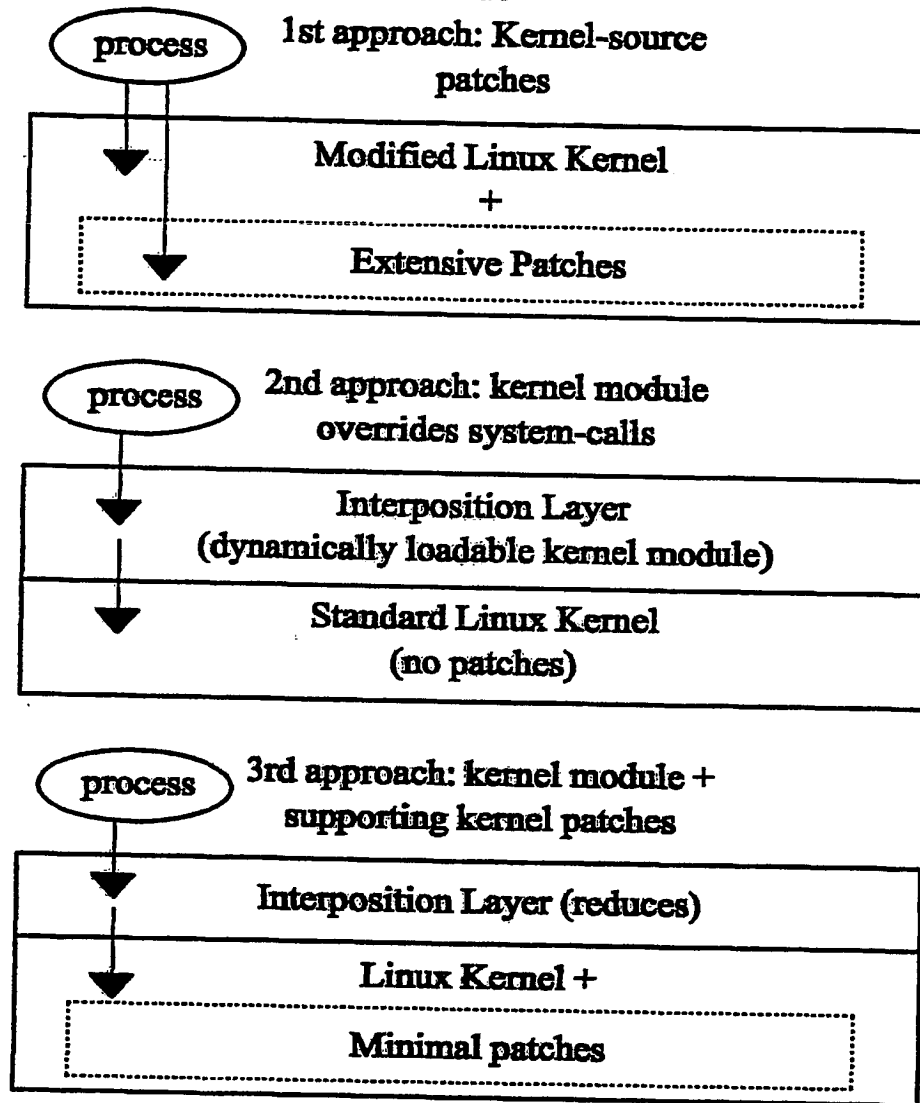 process
1st approach: Kernel-source
patches
Modified Linux Kernel
+
Extensive Patches
process
2nd approach: kernel module
overrides system-calls
Interposition Layer
(dynamically loadable kernel module)
Standard Linux Kernel
(no patches)
process
3rd approach: kernel module +
supporting kernel patches
Interposition Layer (reduces)
Linux Kernel +
Minimal patches